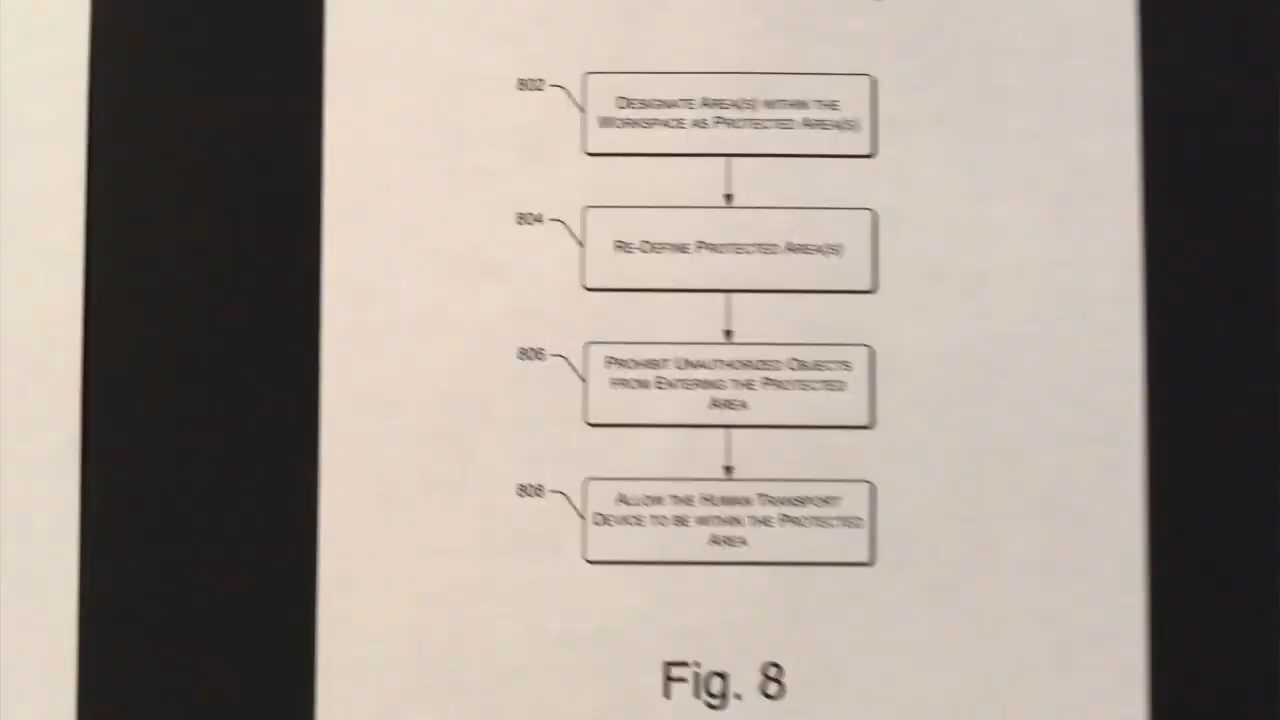 802
DESIGNATE AREA(S) WITHIN THE
WORKSPACE AS PROTECTED AREA(S)
804
RE-DEFINE PROTECTED AREA(S)
806
PROHIBIT UNAUTHORIZED OBJECTS
FROM ENTERING THE PROTECTED
AREA
808
ALLOW THE HUMAN TRANSPORT
DEVICE TO BE WITHIN THE PROTECTED
AREA
Fig. 8